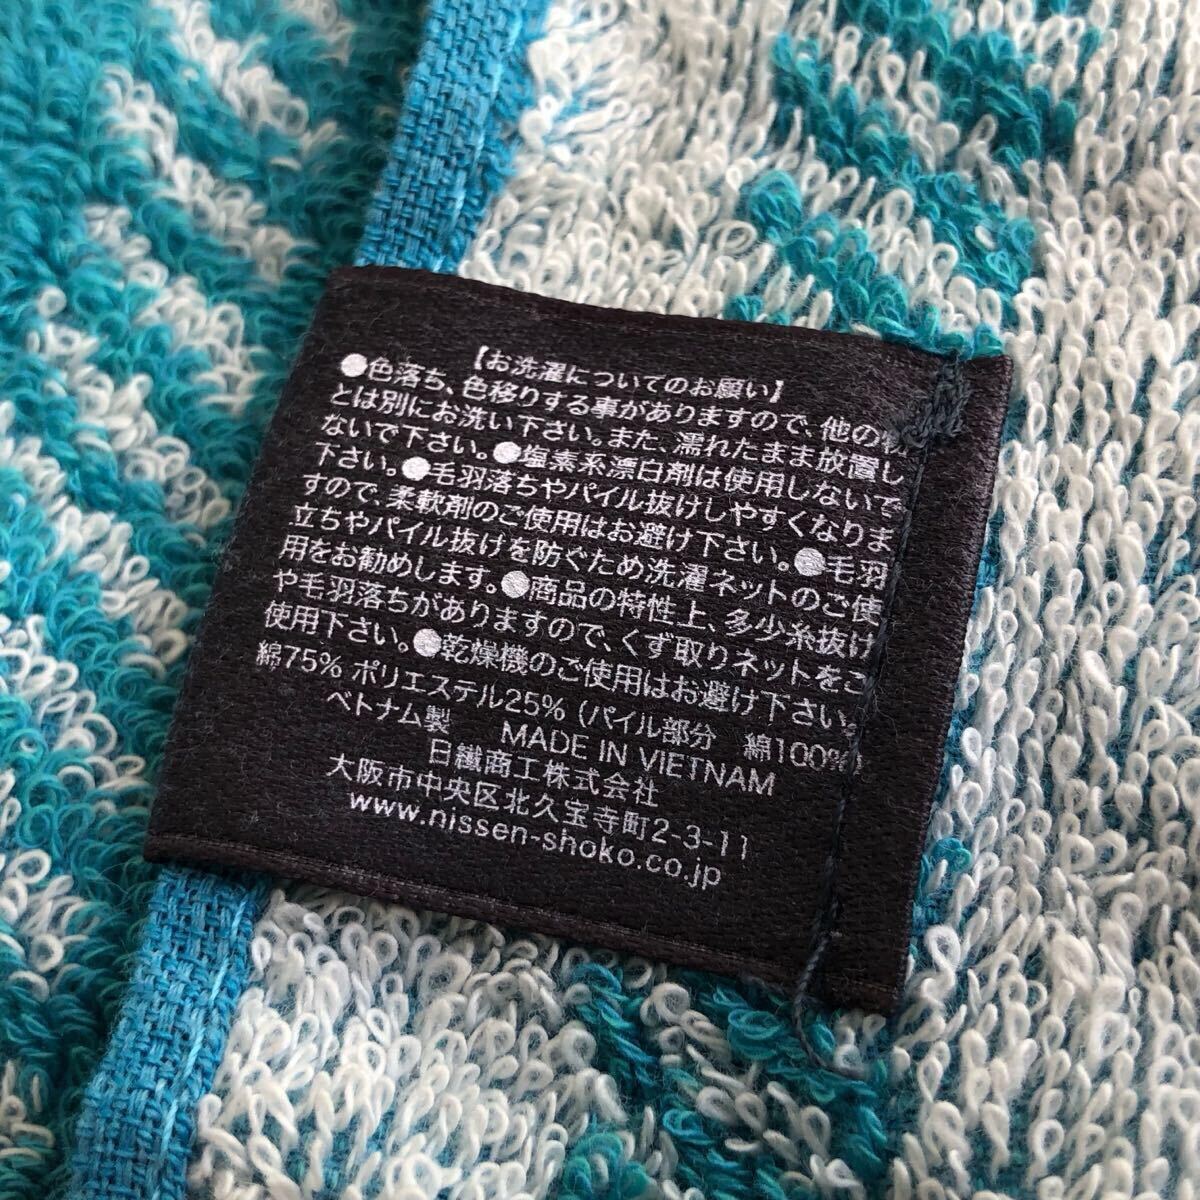 【お洗濯についてのお願い】
●色落ち、色移りする事がありますので、他の物
とは別にお洗い下さい。また、濡れたまま放置し
ないで下さい。●塩素系漂白剤は使用しないで
下さい。●毛羽落ちやパイル抜けしやすくなりま
すので、柔軟剤のご使用はお避け下さい。●毛羽
立ちやパイル抜けを防ぐため洗濯ネットのご使
用をお勧めします。●商品の特性上、多少糸抜け
や毛羽落ちがありますので、くず取りネットをご
使用下さい。●乾燥機のご使用はお避け下さい。
綿75% ポリエステル25% (パイル部分 綿100%)
ベトナム製 MADE IN VIETNAM
日繊商工株式会社
大阪市中央区北久宝寺町2-3-11
www.nissen-shoko.co.jp